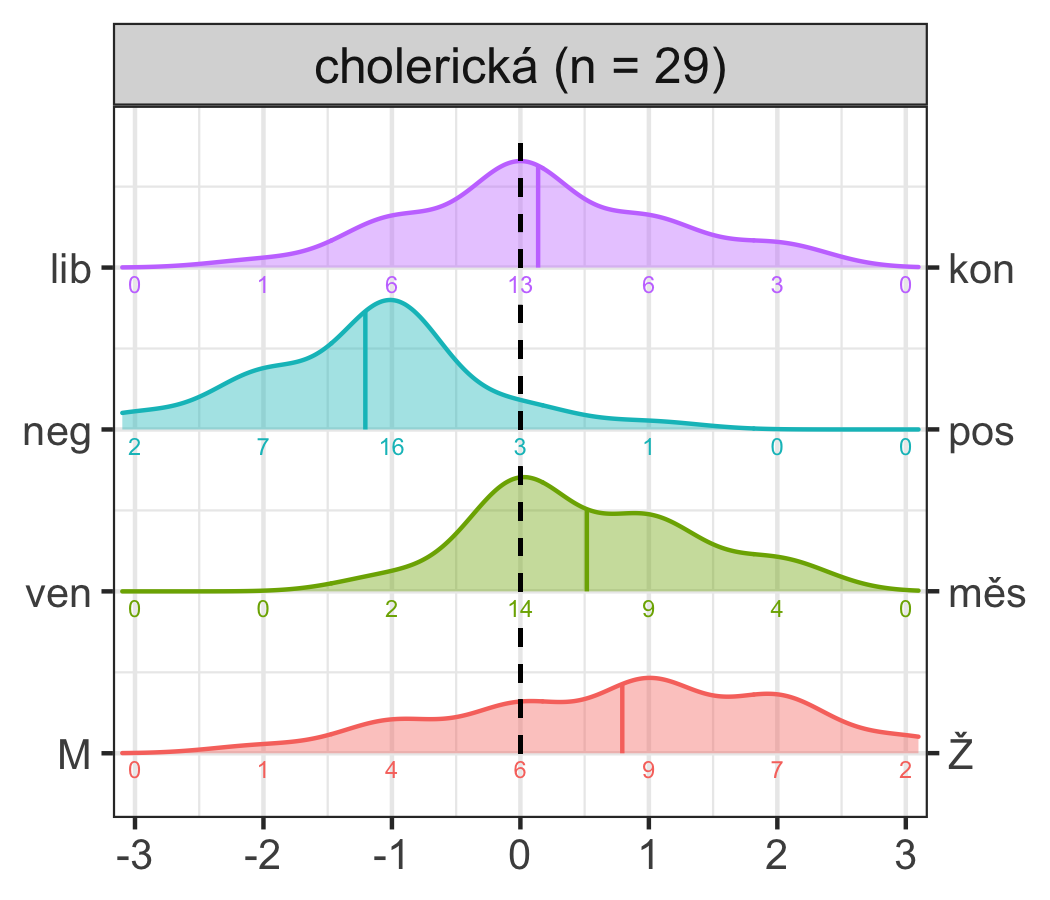 cholerická (n = 29)
lib kon
0 1 6 13 6 3 0
neg pos
2 7 16 3 1 0 0
ven měs
0 0 2 14 9 4 0
M Ž
0 1 4 6 9 7 2
-3 -2 -1 0 1 2 3